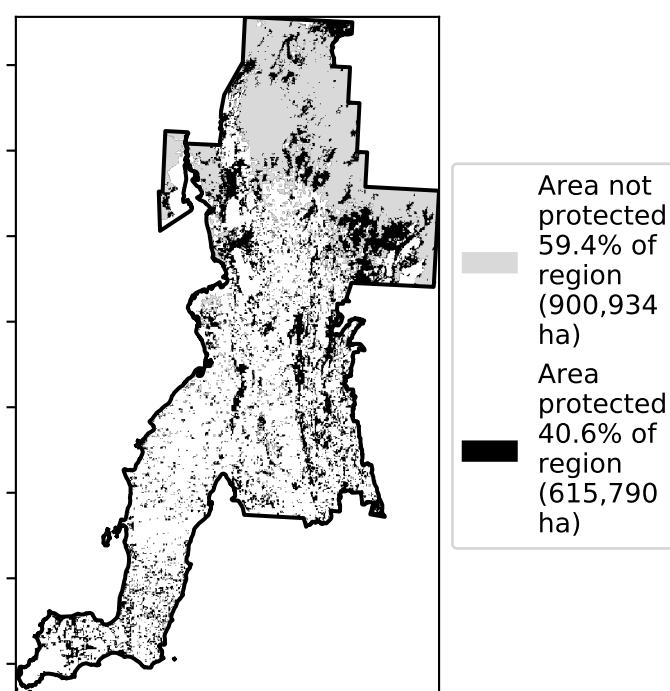 Area not
protected
59.4% of
region
(900,934
ha)
Area
protected
40.6% of
region
(615,790
ha)